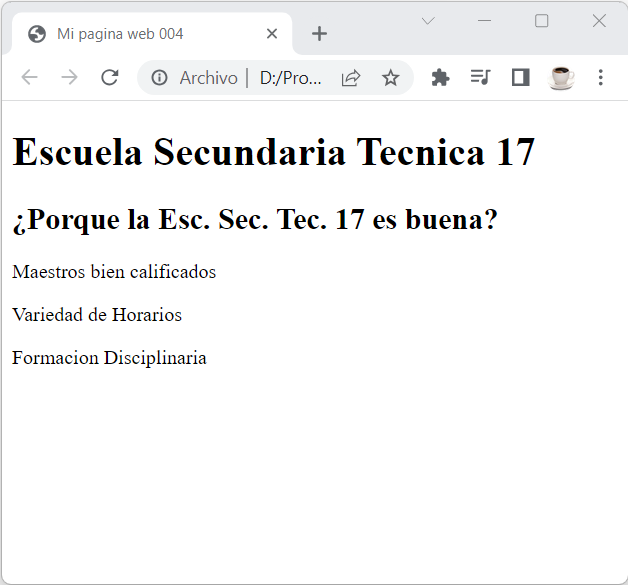 Mi pagina web 004
Archivo | D:/Pro...
Escuela Secundaria Tecnica 17
¿Porque la Esc. Sec. Tec. 17 es buena?
Maestros bien calificados
Variedad de Horarios
Formacion Disciplinaria